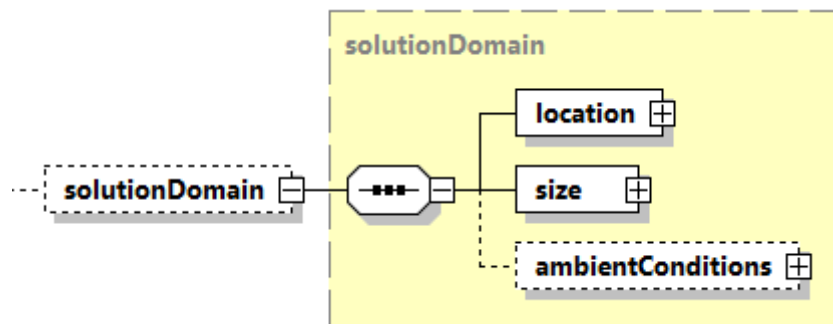 solutionDomain
location
solutionDomain
size
ambientConditions